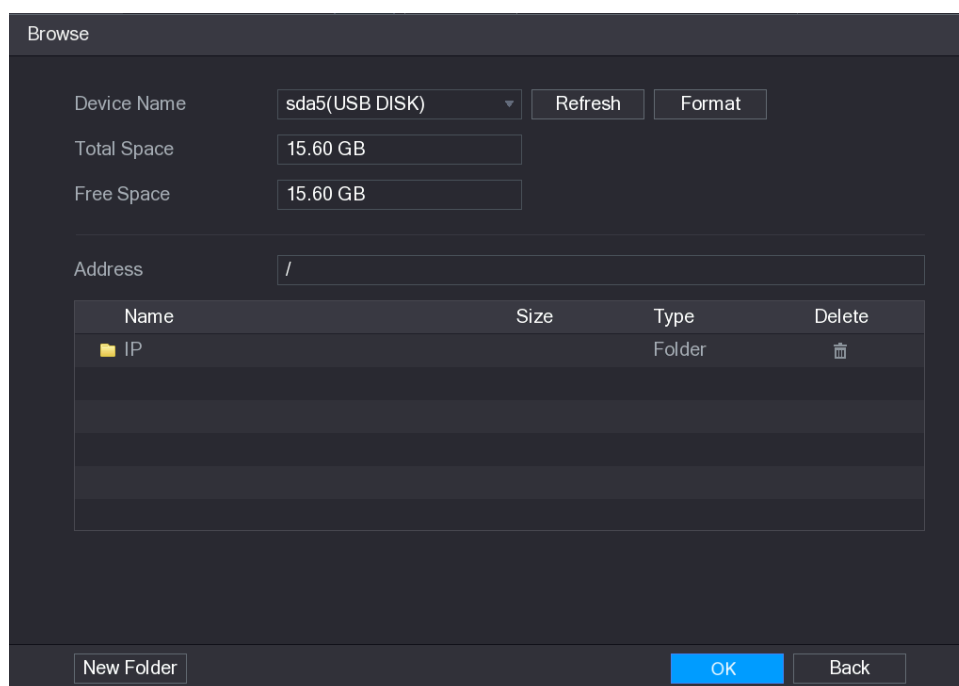 Browse
Device Name sda5(USB DISK) Refresh Format
Total Space 15.60 GB
Free Space 15.60 GB
Address /
Name Size Type Delete
IP Folder
New Folder OK Back